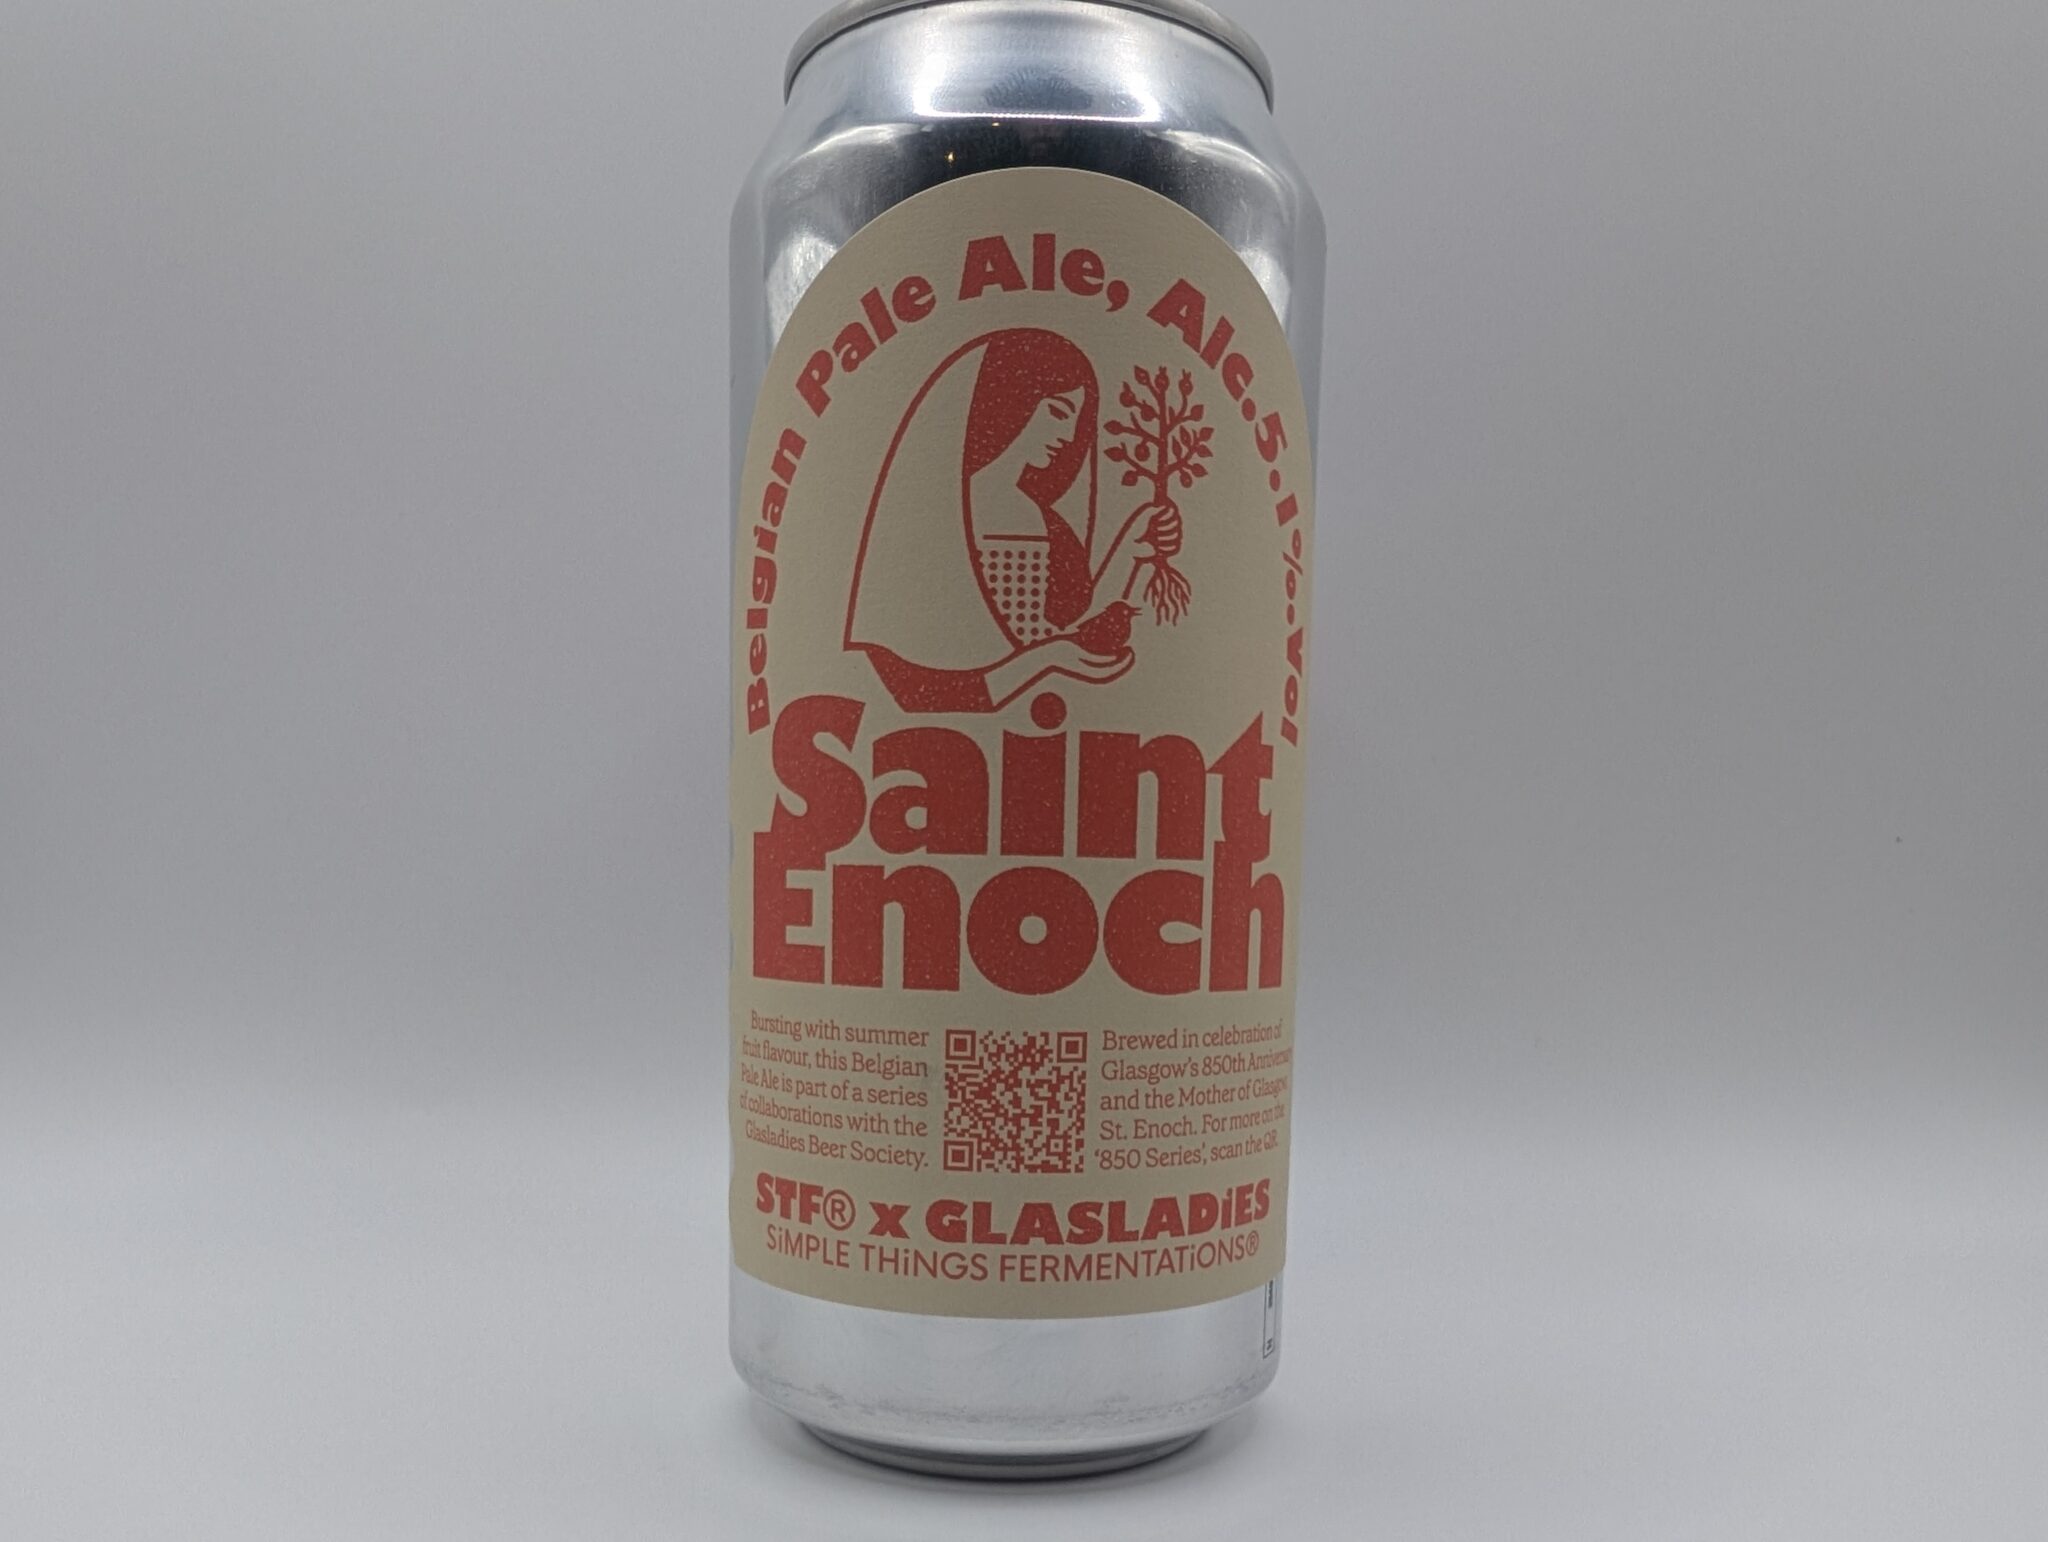 Belgian Pale Ale, Alc. 5.1%.Vol
Saint
Enoch
Bursting with summer
fruit flavour, this Belgian
Pale Ale is part of a series
of collaborations with the
Glasladies Beer Society.
Brewed in celebration of
Glasgow's 850th Anniversary
and the Mother of Glasgow,
St. Enoch. For more on the
‘850 Series’, scan the QR.
STF® x GLASLADiES
SiMPLE THiNGS FERMENTATiONS®